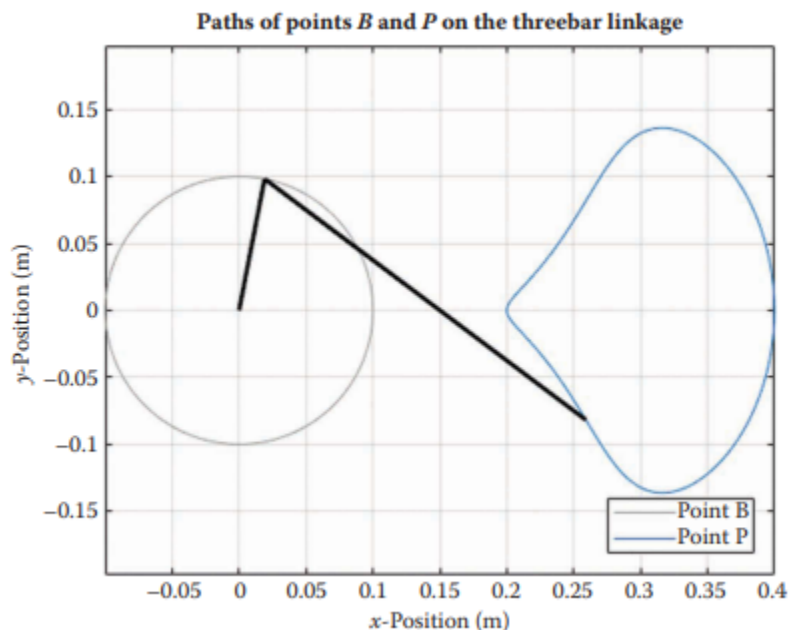 Paths of points B and P on the threebar linkage
0.15
0.1
0.05
0
−0.05
−0.1
−0.15
y-Position (m)
Point B
Point P
−0.05 0 0.05 0.1 0.15 0.2 0.25 0.3 0.35 0.4
x-Position (m)